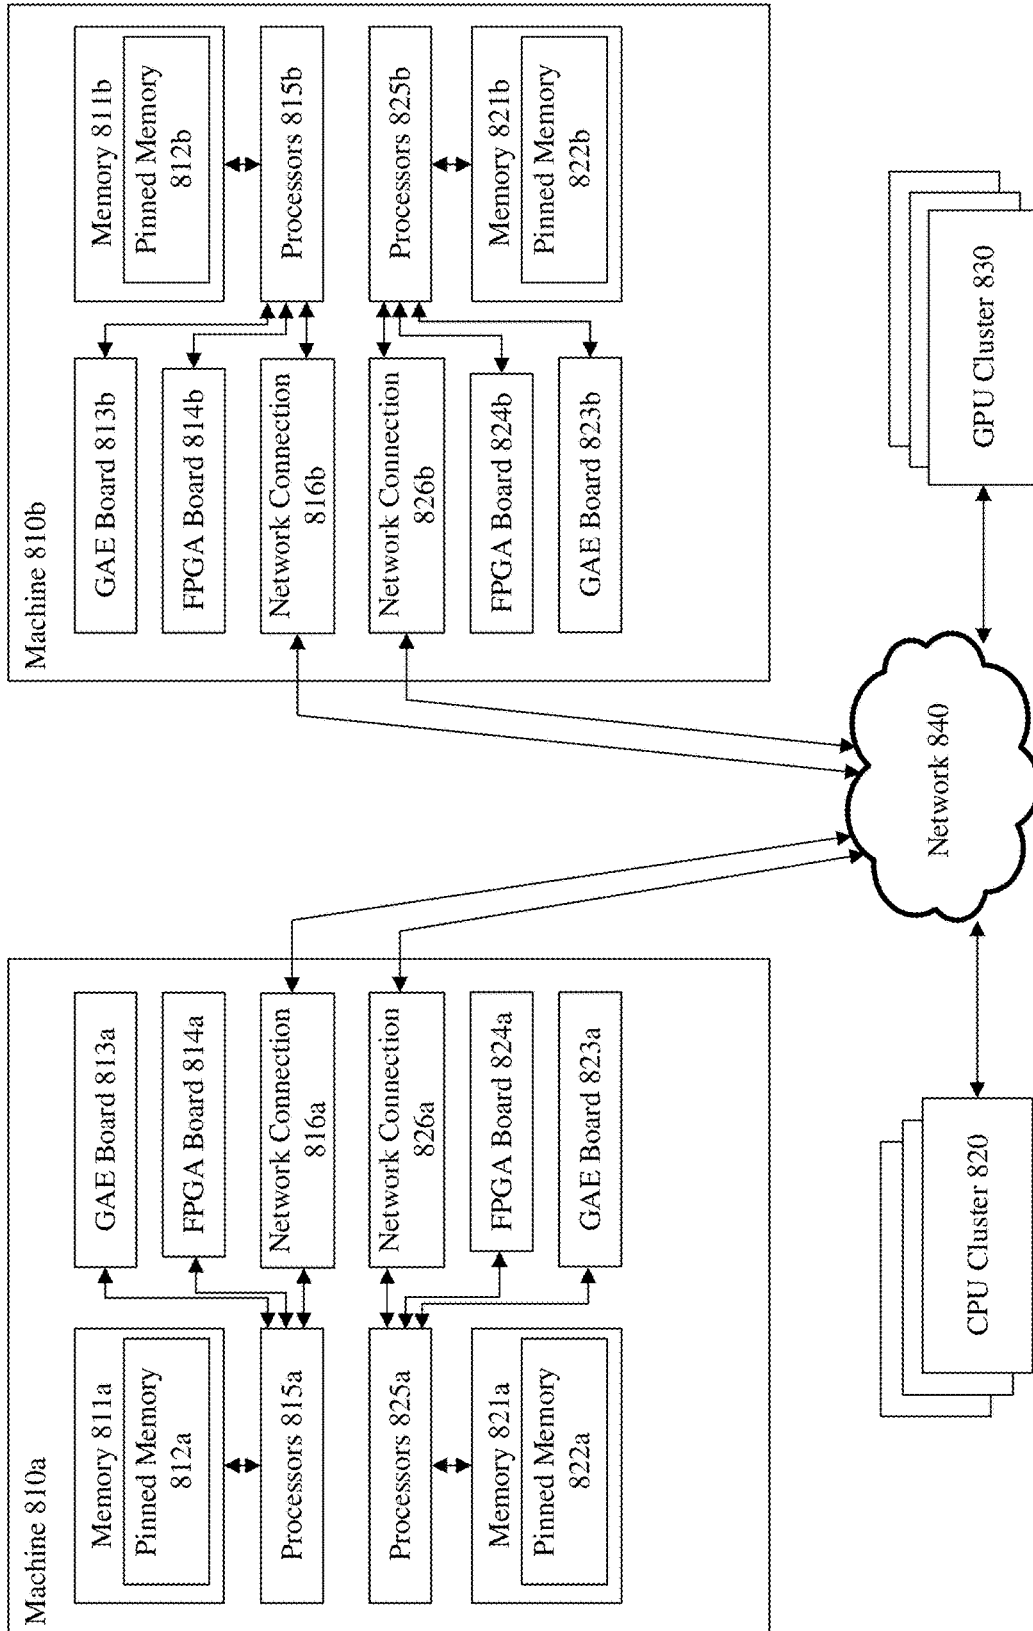 Machine 810a
Memory 811a
Pinned Memory
812a
GAE Board 813a
FPGA Board 814a
Processors 815a
Network Connection
816a
Processors 825a
Network Connection
826a
Memory 821a
Pinned Memory
822a
FPGA Board 824a
GAE Board 823a
Machine 810b
GAE Board 813b
Memory 811b
Pinned Memory
812b
FPGA Board 814b
Network Connection
816b
Processors 815b
Network Connection
826b
Processors 825b
FPGA Board 824b
GAE Board 823b
Memory 821b
Pinned Memory
822b
CPU Cluster 820
Network 840
GPU Cluster 830